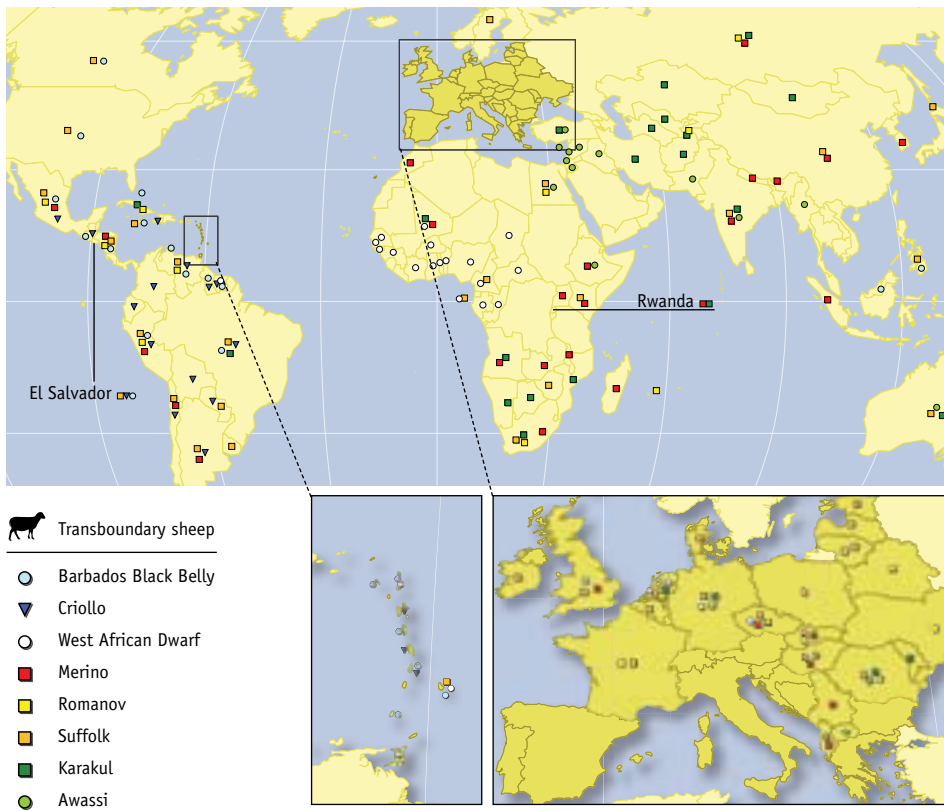 Rwanda
El Salvador
Transboundary sheep
Barbados Black Belly
Criollo
West African Dwarf
Merino
Romanov
Suffolk
Karakul
Awassi